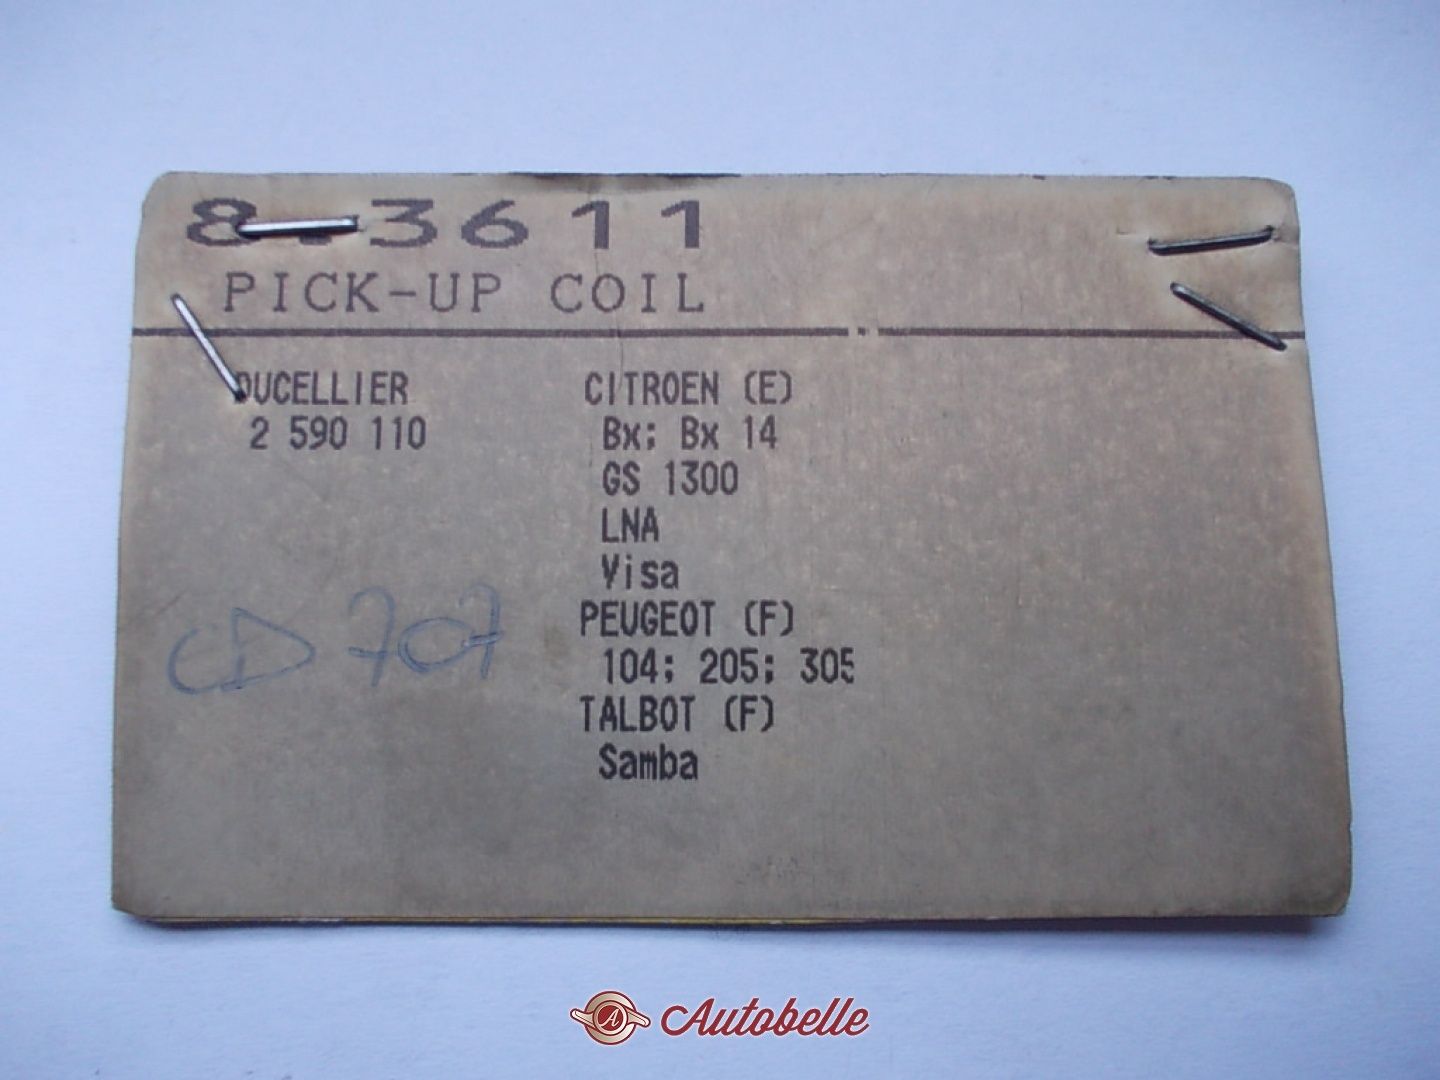 8.3611
PICK-UP COIL
DUCELLIER
2 590 110
CITROEN (E)
Bx; Bx 14
GS 1300
LNA
Visa
PEUGEOT (F)
104; 205; 305
TALBOT (F)
Samba
CD 707
A Autobelle